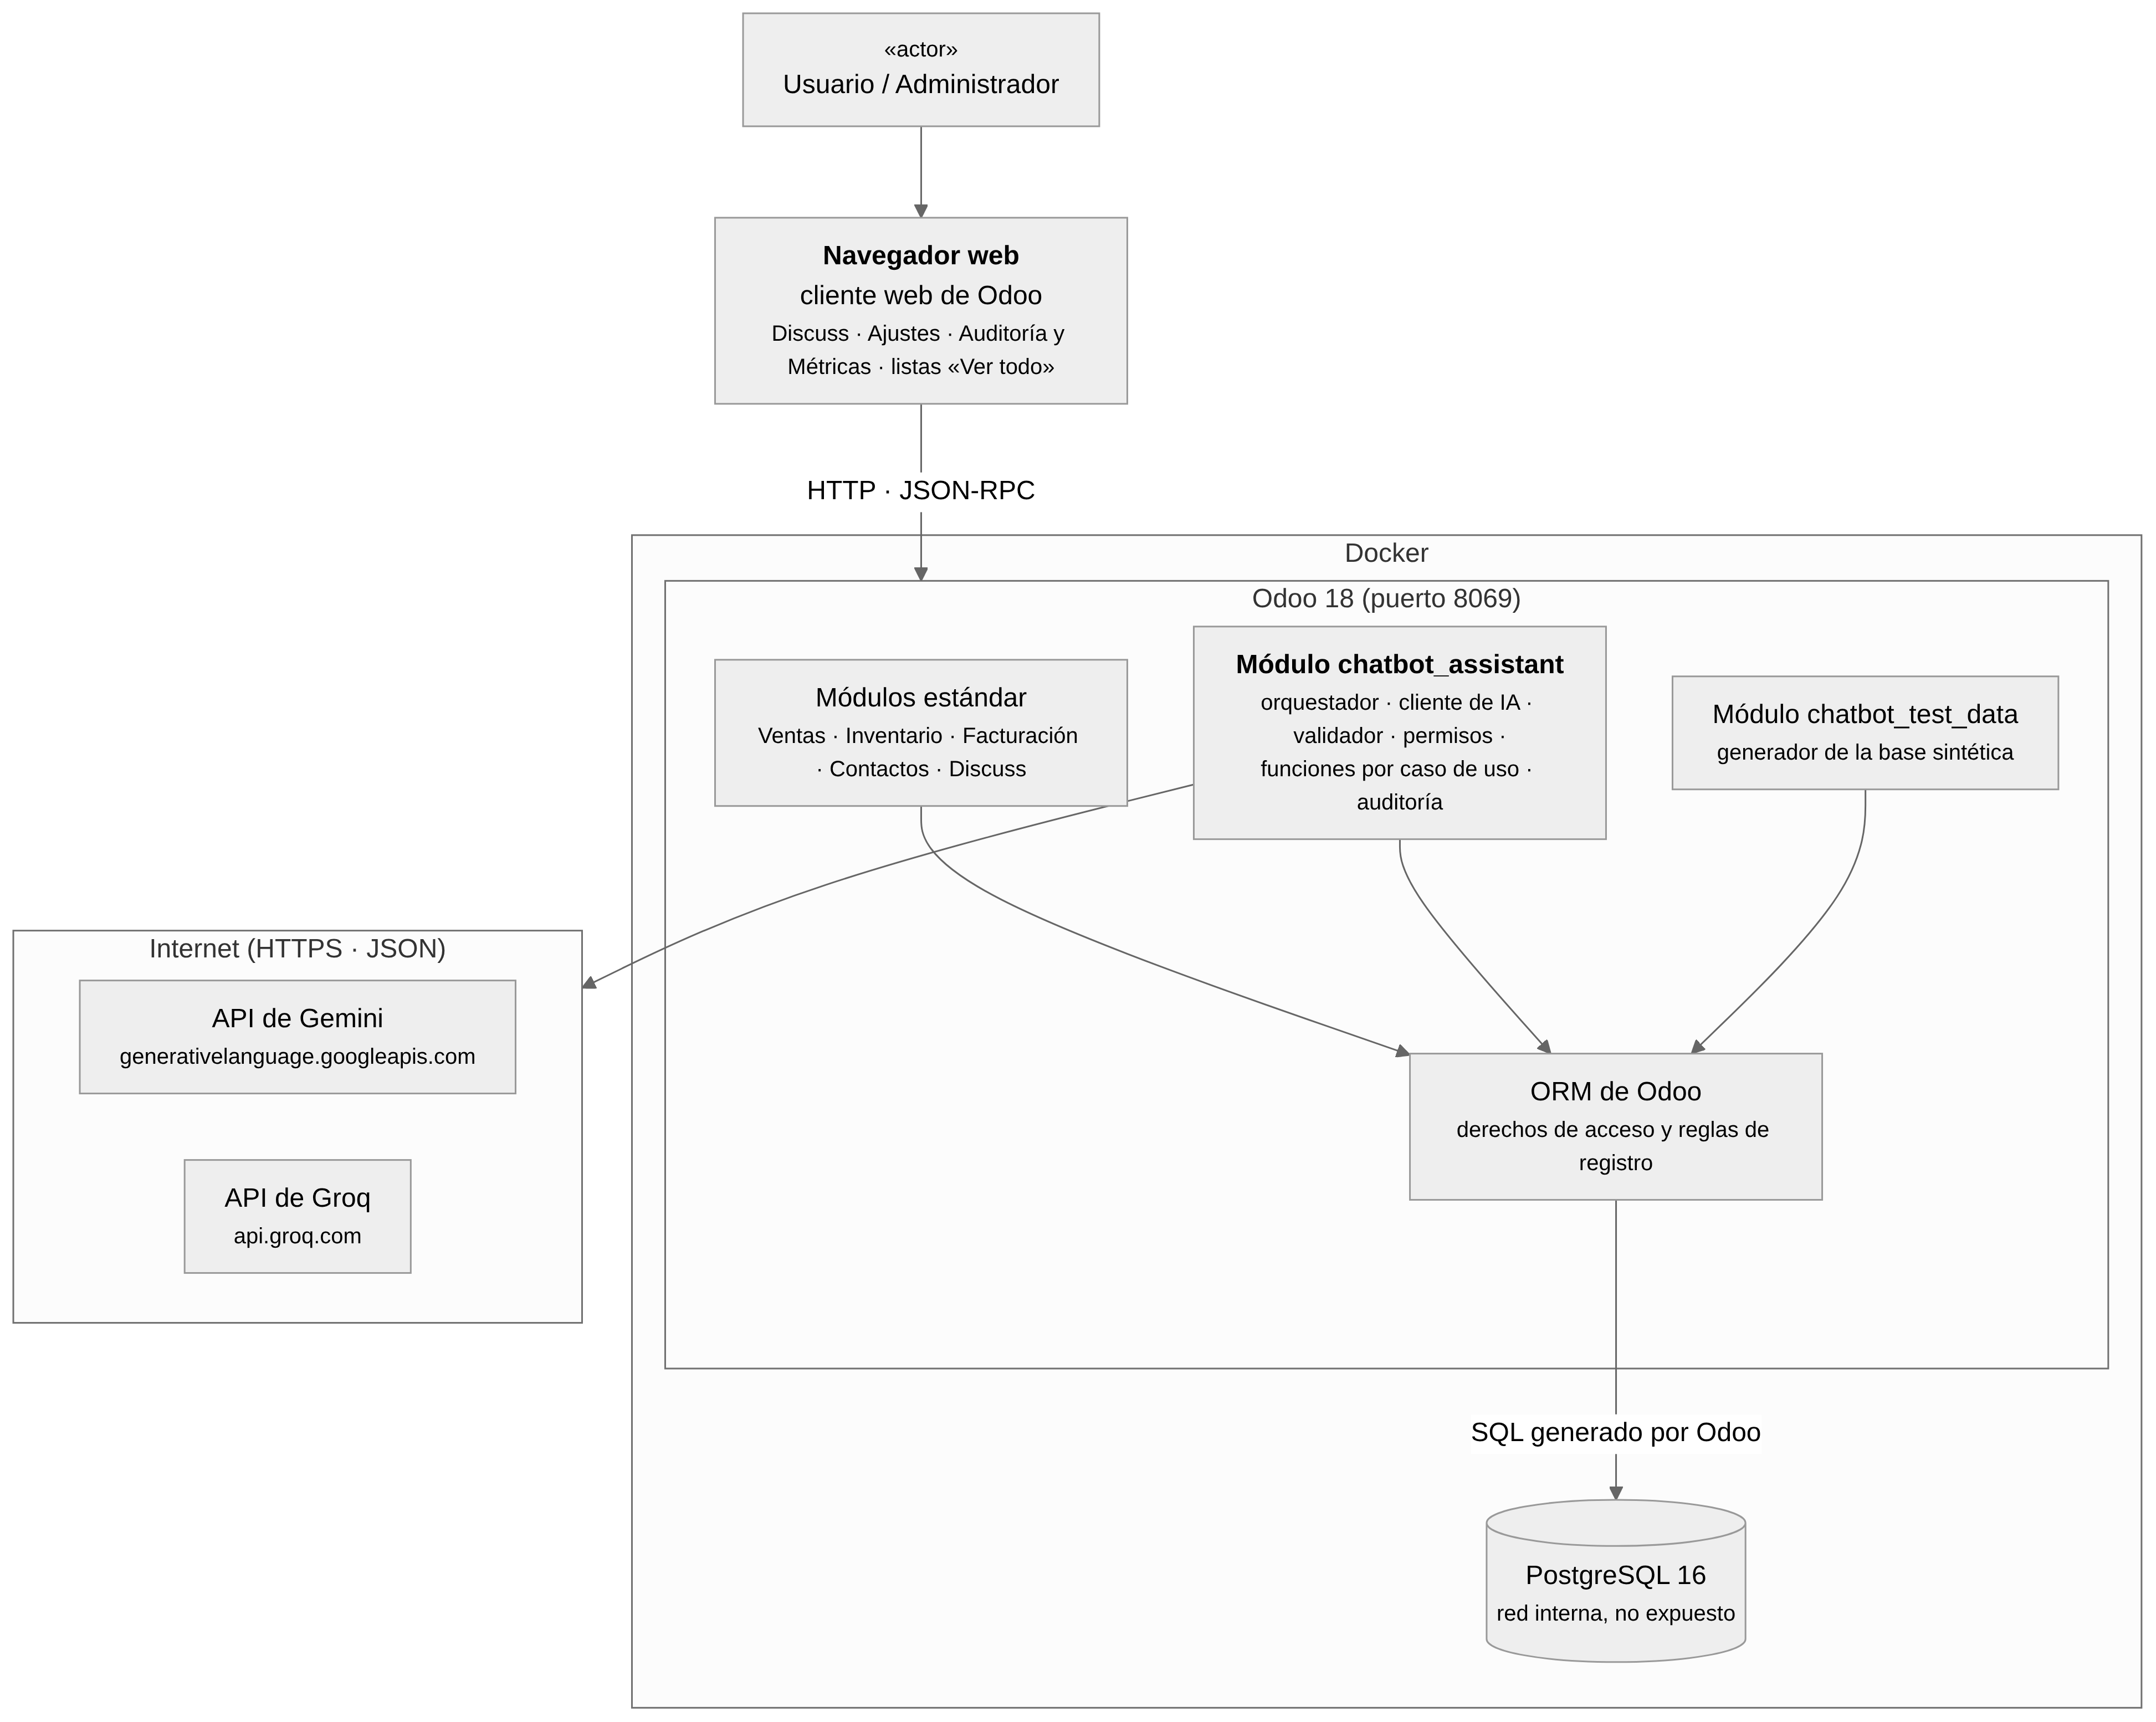 «actor»
Usuario / Administrador
Navegador web
cliente web de Odoo
Discuss · Ajustes · Auditoría y
Métricas · listas «Ver todo»
HTTP · JSON-RPC
Docker
Odoo 18 (puerto 8069)
Módulos estándar
Ventas · Inventario · Facturación
· Contactos · Discuss
Módulo chatbot_assistant
orquestador · cliente de IA ·
validador · permisos ·
funciones por caso de uso ·
auditoría
Módulo chatbot_test_data
generador de la base sintética
Internet (HTTPS · JSON)
API de Gemini
generativelanguage.googleapis.com
API de Groq
api.groq.com
ORM de Odoo
derechos de acceso y reglas de
registro
SQL generado por Odoo
PostgreSQL 16
red interna, no expuesto